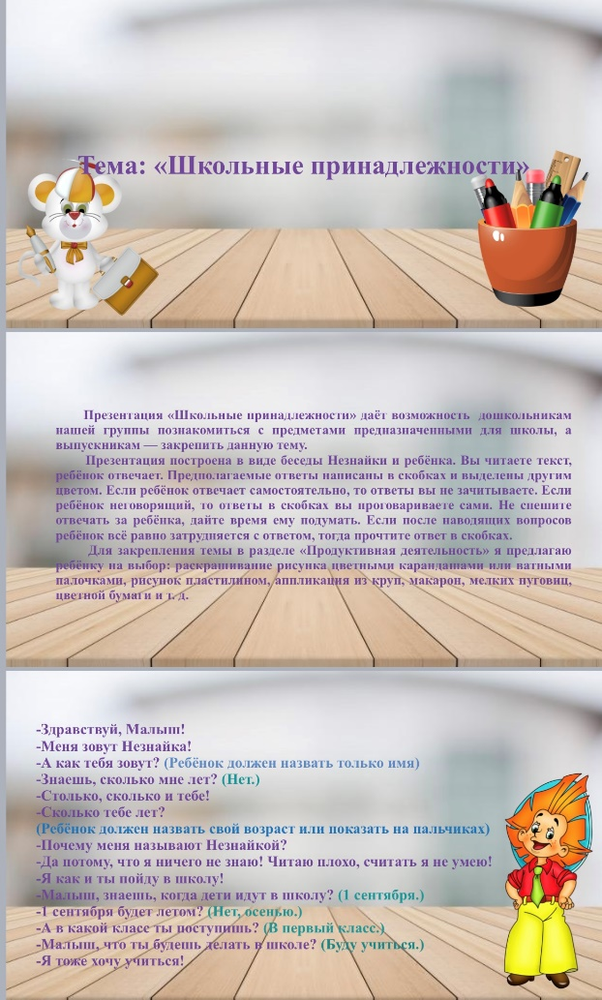 Тема: «Школьные принадлежности»
Презентация «Школьные принадлежности» даёт возможность дошкольникам
нашей группы познакомиться с предметами предназначенными для школы, а
выпускникам — закрепить данную тему.
Презентация построена в виде беседы Незнайки и ребёнка. Вы читаете текст,
ребёнок отвечает. Предполагаемые ответы написаны в скобках и выделены другим
цветом. Если ребёнок отвечает самостоятельно, то ответы вы не зачитываете. Если
ребёнок неговорящий, то ответы в скобках вы проговариваете сами. Не спешите
отвечать за ребёнка, дайте время ему подумать. Если после наводящих вопросов
ребёнок всё равно затрудняется с ответом, тогда прочтите ответ в скобках.
Для закрепления темы в разделе «Продуктивная деятельность» я предлагаю
ребёнку на выбор: раскрашивание рисунка цветными карандашами или ватными
палочками, рисунок пластилином, аппликация из круп, макарон, мелких пуговиц,
цветной бумаги и т. д.
-Здравствуй, Малыш!
-Меня зовут Незнайка!
-А как тебя зовут? (Ребёнок должен назвать только имя)
-Знаешь, сколько мне лет? (Нет.)
-Столько, сколько и тебе!
-Сколько тебе лет?
(Ребёнок должен назвать свой возраст или показать на пальчиках)
-Почему меня называют Незнайкой?
-Да потому, что я ничего не знаю! Читаю плохо, считать я не умею!
-Я как и ты пойду в школу!
-Малыш, знаешь, когда дети идут в школу? (1 сентября.)
-1 сентября будет летом? (Нет, осенью.)
-А в какой класс ты поступишь? (В первый класс.)
-Малыш, что ты будешь делать в школе? (Буду учиться.)
-Я тоже хочу учиться!